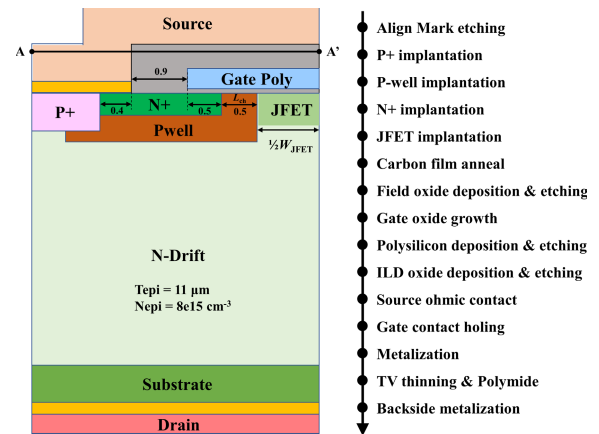 Source
A
A'
0.9
Gate Poly
P+
N+
0.4
0.5
Lch
0.5
JFET
Pwell
½WJFET
N-Drift
Tepi = 11 μm
Nepi = 8e15 cm-3
Substrate
Drain
Align Mark etching
P+ implantation
P-well implantation
N+ implantation
JFET implantation
Carbon film anneal
Field oxide deposition & etching
Gate oxide growth
Polysilicon deposition & etching
ILD oxide deposition & etching
Source ohmic contact
Gate contact holing
Metalization
TV thinning & Polymide
Backside metalization